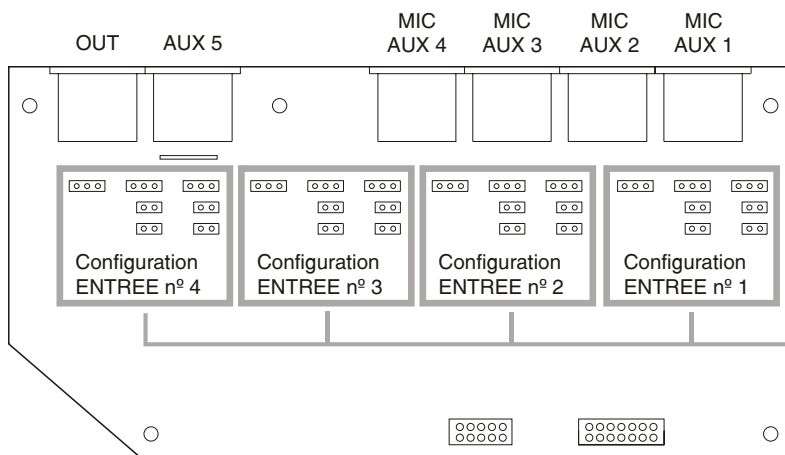 OUT
AUX 5
MIC
AUX 4
MIC
AUX 3
MIC
AUX 2
MIC
AUX 1
Configuration
ENTREE nº 4
Configuration
ENTREE nº 3
Configuration
ENTREE nº 2
Configuration
ENTREE nº 1